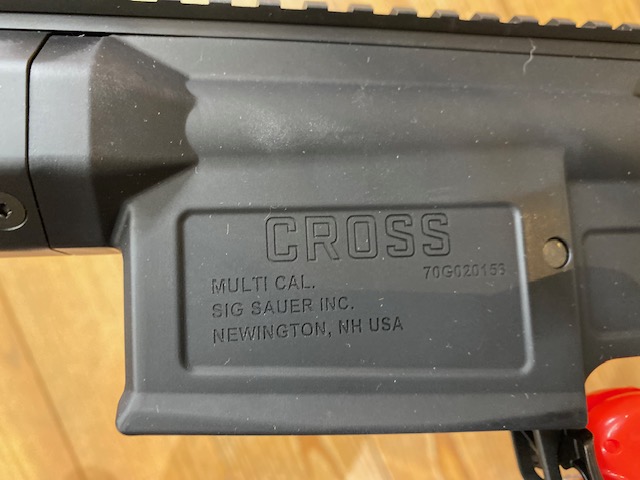 CROSS
70G020153
MULTI CAL.
SIG SAUER INC.
NEWINGTON, NH USA